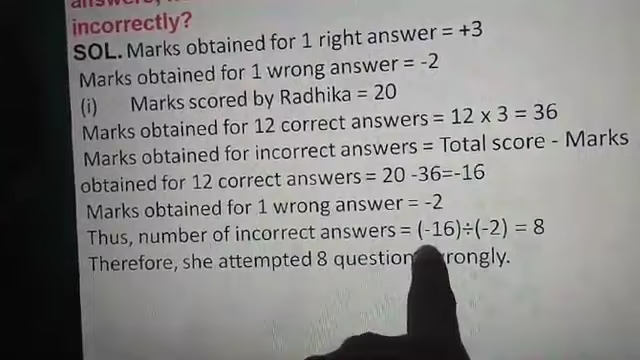 incorrectly?
SOL. Marks obtained for 1 right answer = +3
Marks obtained for 1 wrong answer = -2
(i) Marks scored by Radhika = 20
Marks obtained for 12 correct answers = 12 x 3 = 36
Marks obtained for incorrect answers = Total score - Marks
obtained for 12 correct answers = 20 -36=-16
Marks obtained for 1 wrong answer = -2
Thus, number of incorrect answers = (-16)÷(-2) = 8
Therefore, she attempted 8 question wrongly.